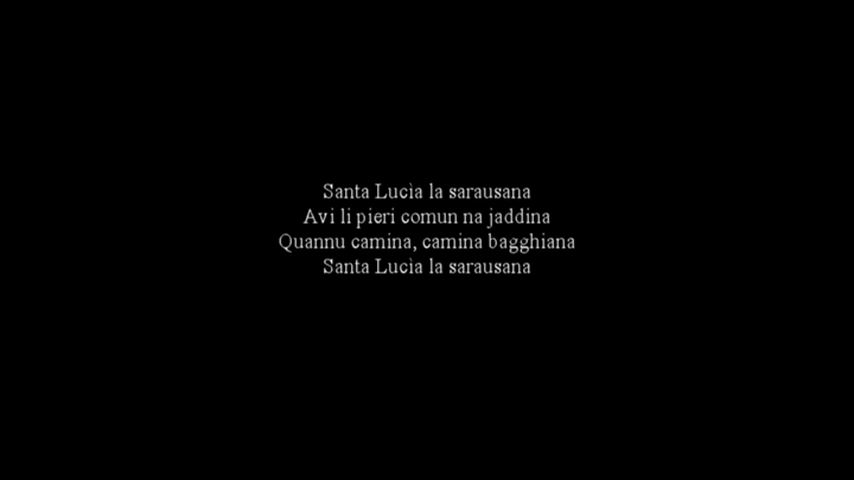 Santa Lucìa la sarausana
Avi li pieri comun na jaddina
Quannu camina, camina bagghiana
Santa Lucìa la sarausana